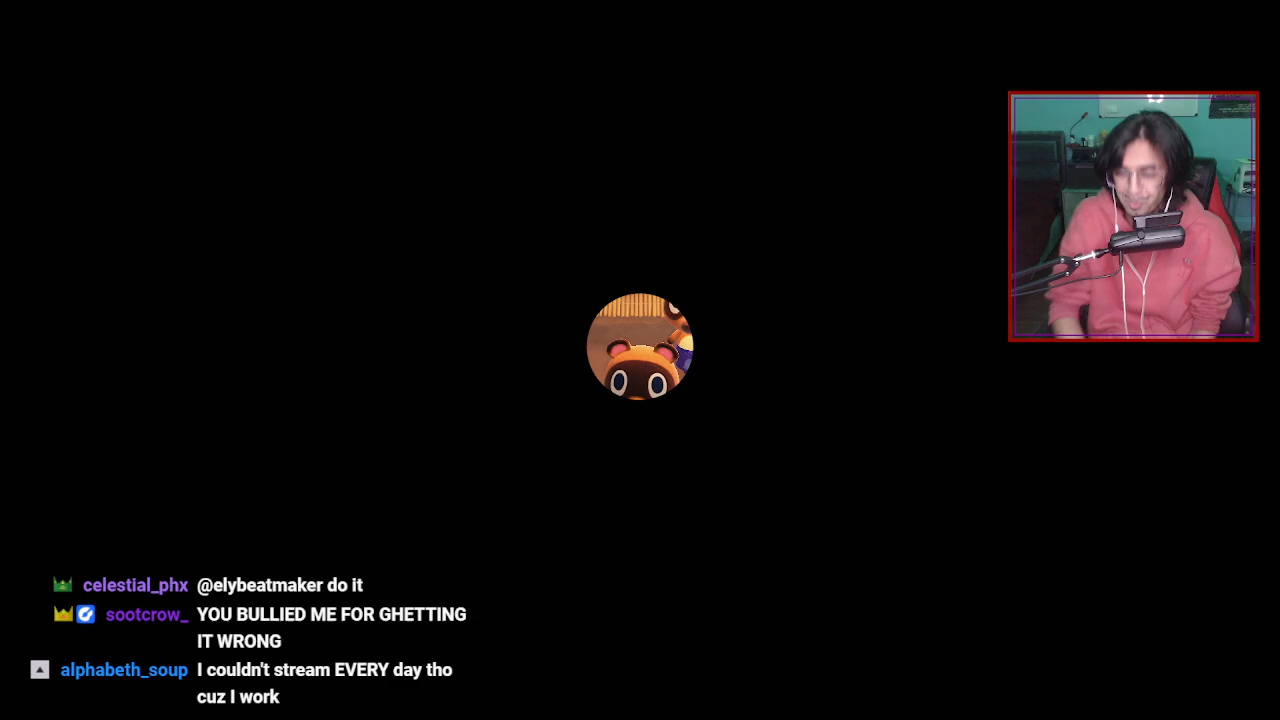 celestial_phx @elybeatmaker do it
sootcrow_ YOU BULLIED ME FOR GHETTING
IT WRONG
alphabeth_soup I couldn't stream EVERY day tho
cuz I work